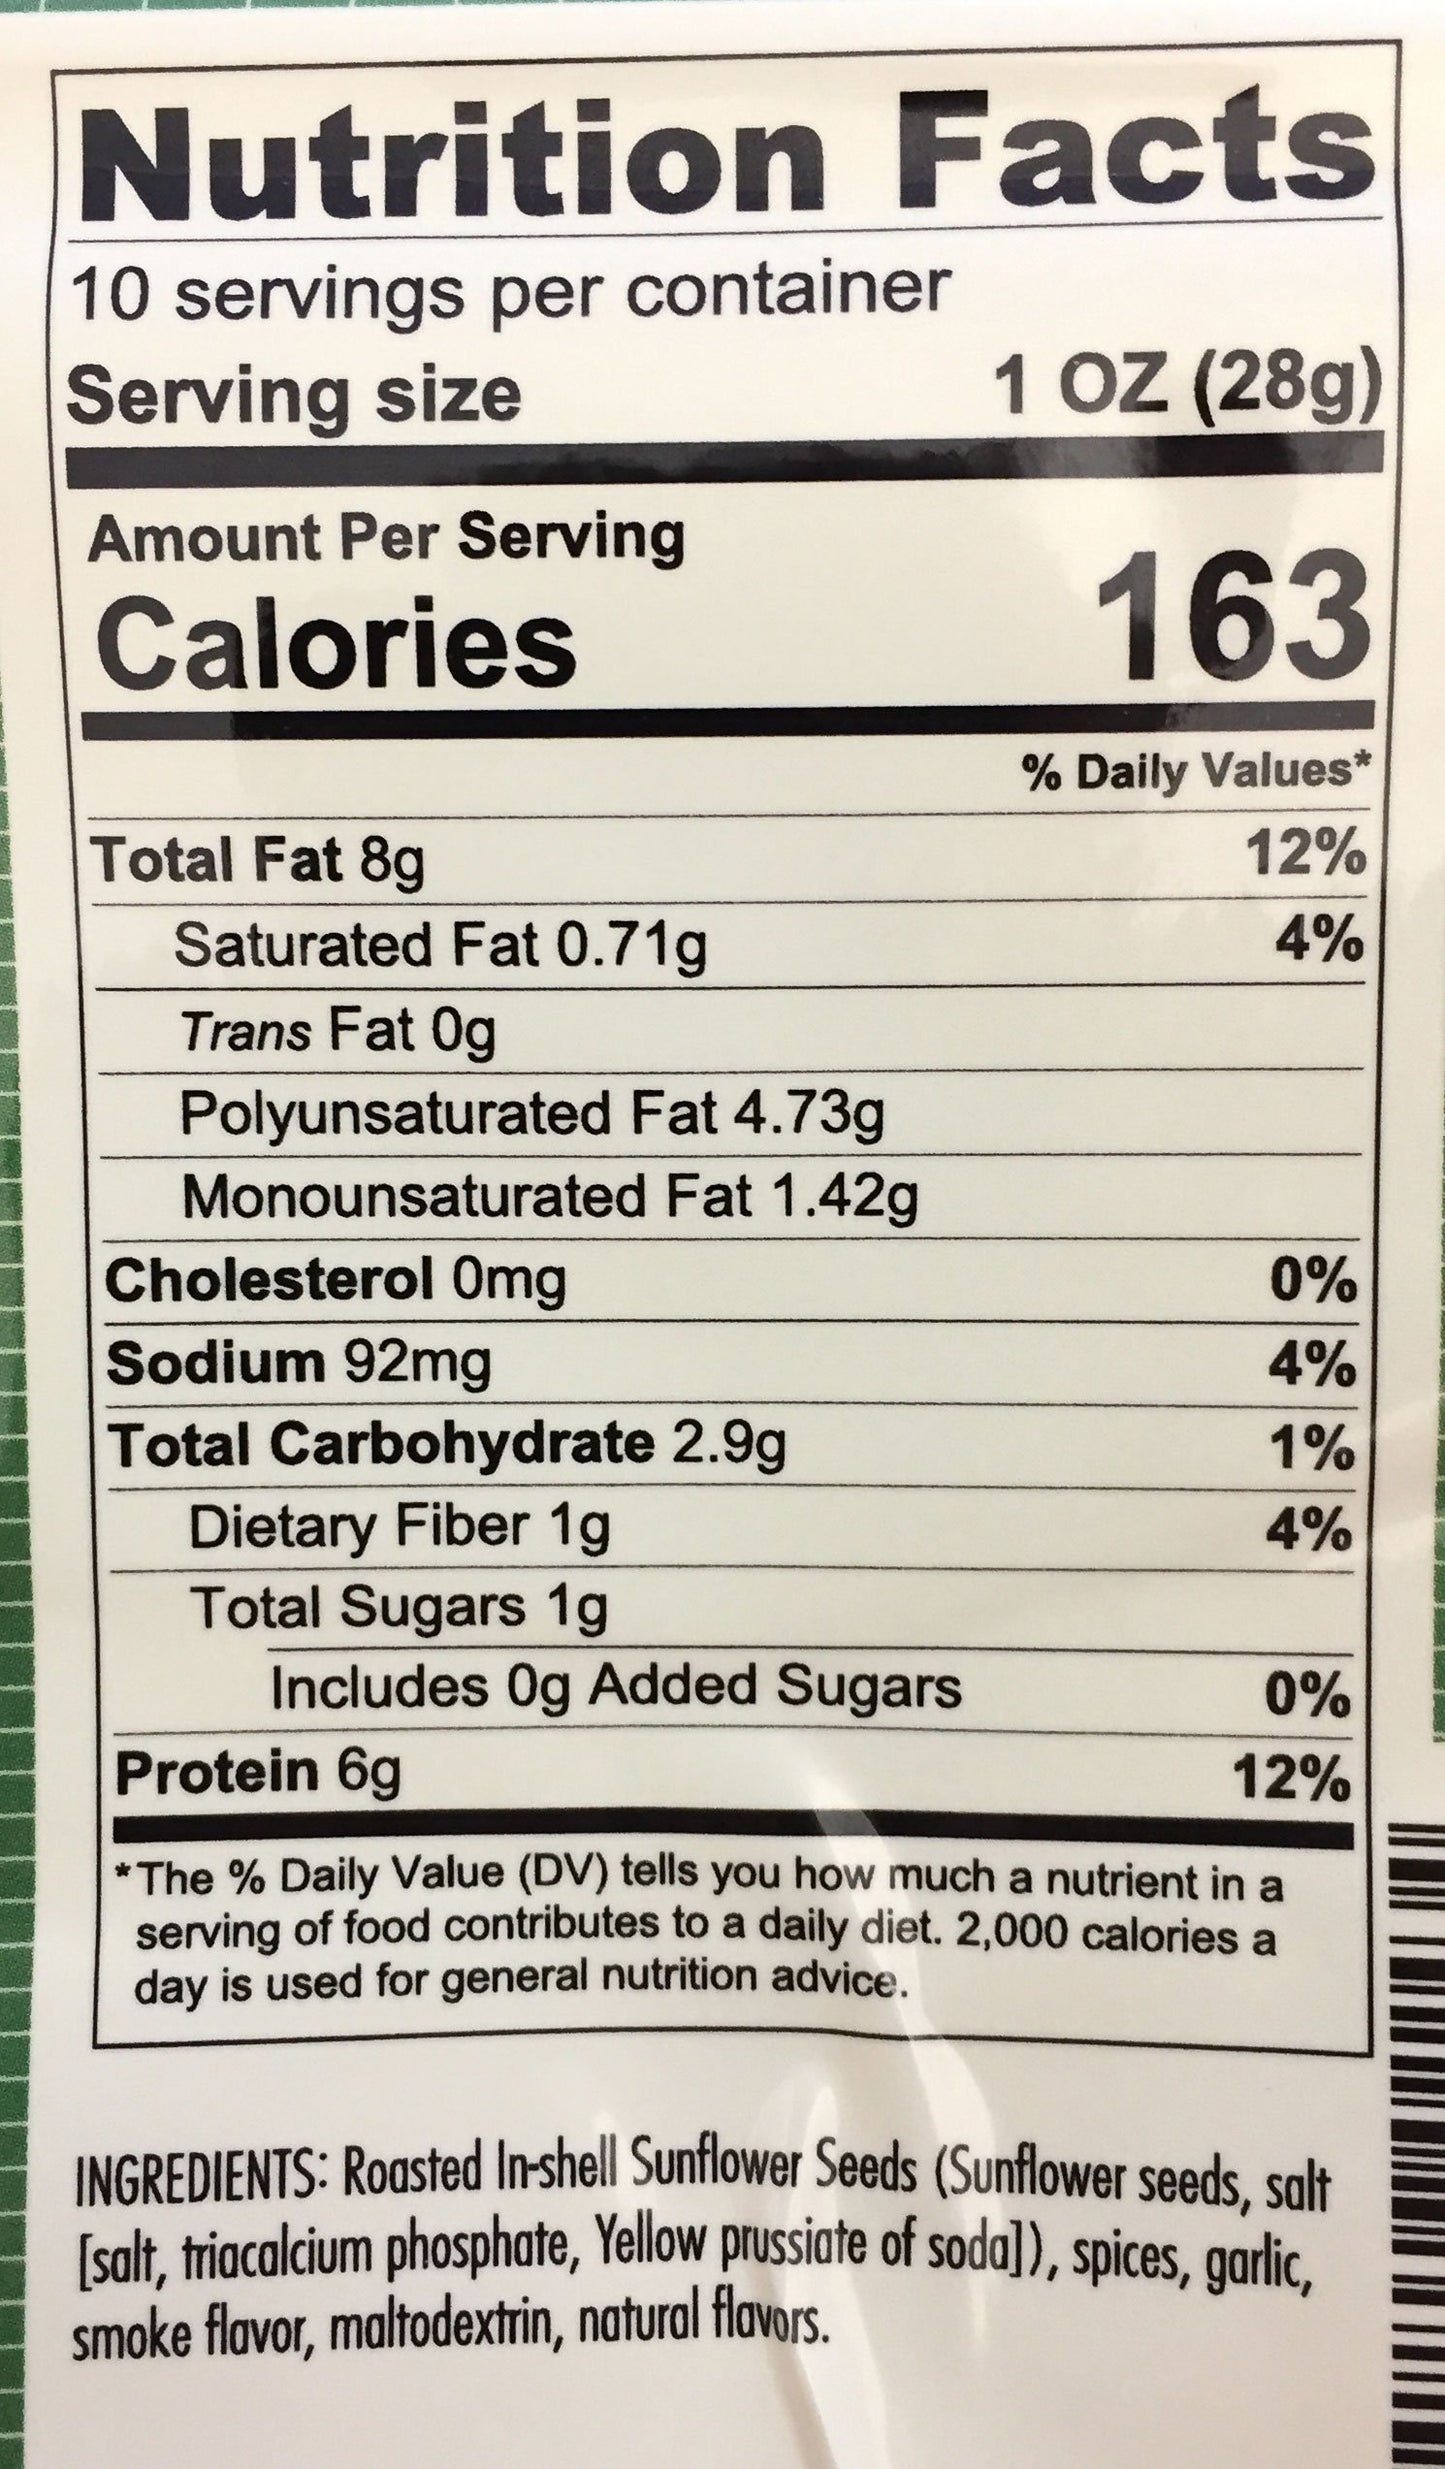 Nutrition Facts
10 servings per container
Serving size 1 OZ (28g)
Amount Per Serving
Calories 163
% Daily Values*
Total Fat 8g 12%
Saturated Fat 0.71g 4%
Trans Fat 0g
Polyunsaturated Fat 4.73g
Monounsaturated Fat 1.42g
Cholesterol 0mg 0%
Sodium 92mg 4%
Total Carbohydrate 2.9g 1%
Dietary Fiber 1g 4%
Total Sugars 1g
Includes 0g Added Sugars 0%
Protein 6g 12%
*The % Daily Value (DV) tells you how much a nutrient in a
serving of food contributes to a daily diet. 2,000 calories a
day is used for general nutrition advice.
INGREDIENTS: Roasted In-shell Sunflower Seeds (Sunflower seeds, salt
[salt, triacalcium phosphate, Yellow prussiate of soda]), spices, garlic,
smoke flavor, maltodextrin, natural flavors.